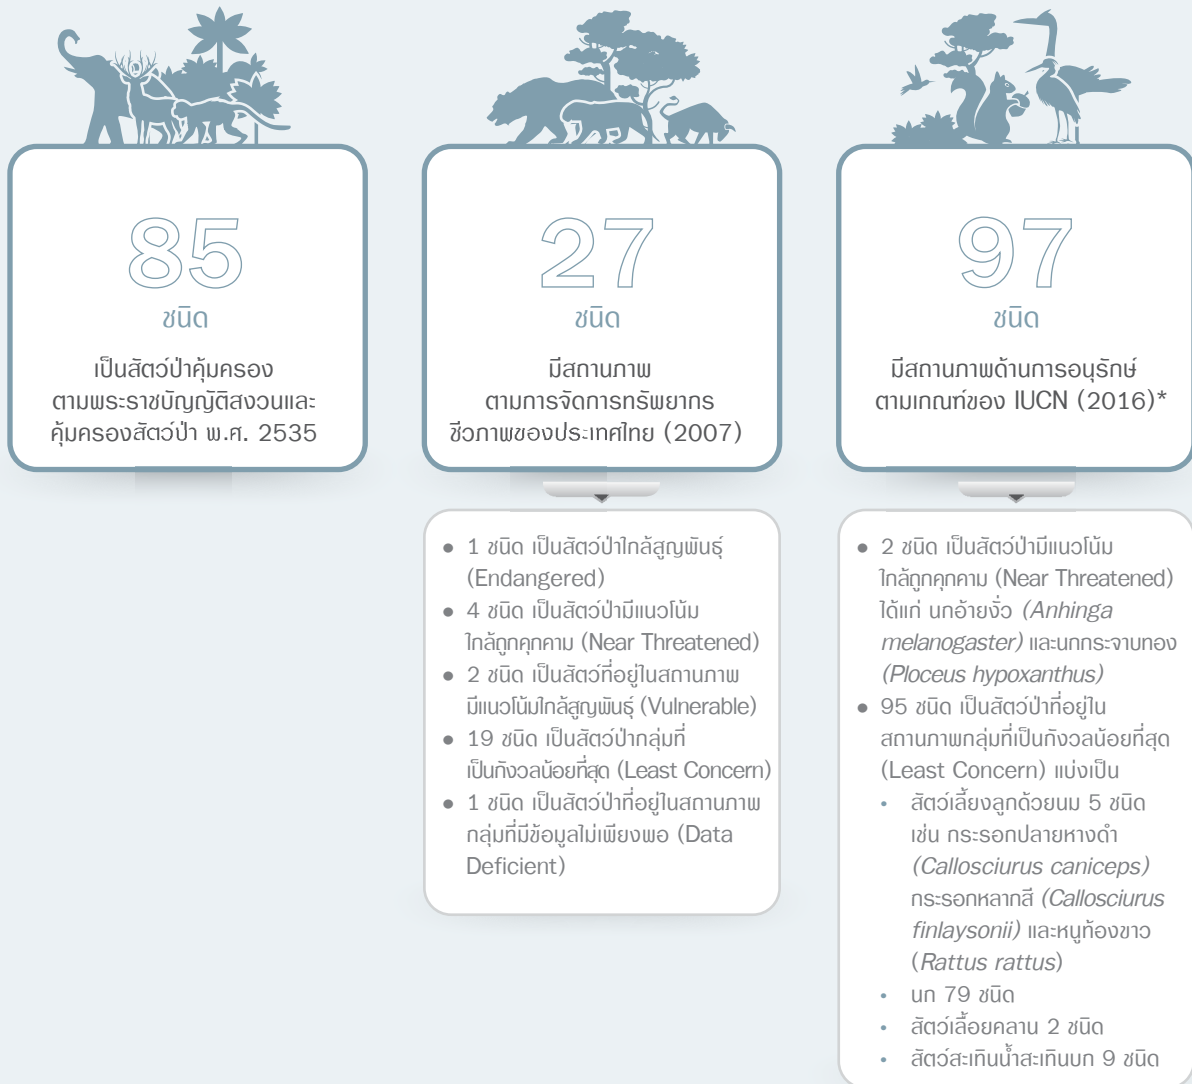 85
ชนิด
เป็นสัตว์ป่าคุ้มครอง
ตามพระราชบัญญัติสงวนและ
คุ้มครองสัตว์ป่า พ.ศ. 2535
27
ชนิด
มีสถานภาพ
ตามการจัดการทรัพยากร
ชีวภาพของประเทศไทย (2007)
• 1 ชนิด เป็นสัตว์ป่าใกล้สูญพันธุ์
(Endangered)
• 4 ชนิด เป็นสัตว์ป่ามีแนวโน้ม
ใกล้ถูกคุกคาม (Near Threatened)
• 2 ชนิด เป็นสัตว์ที่อยู่ในสถานภาพ
มีแนวโน้มใกล้สูญพันธุ์ (Vulnerable)
• 19 ชนิด เป็นสัตว์ป่ากลุ่มที่
เป็นกังวลน้อยที่สุด (Least Concern)
• 1 ชนิด เป็นสัตว์ป่าที่อยู่ในสถานภาพ
กลุ่มที่มีข้อมูลไม่เพียงพอ (Data
Deficient)
97
ชนิด
มีสถานภาพด้านการอนุรักษ์
ตามเกณฑ์ของ IUCN (2016)*
• 2 ชนิด เป็นสัตว์ป่ามีแนวโน้ม
ใกล้ถูกคุกคาม (Near Threatened)
ได้แก่ นกอ้ายงั่ว (Anhinga
melanogaster) และนกกระจาบทอง
(Ploceus hypoxanthus)
• 95 ชนิด เป็นสัตว์ป่าที่อยู่ใน
สถานภาพกลุ่มที่เป็นกังวลน้อยที่สุด
(Least Concern) แบ่งเป็น
• สัตว์เลี้ยงลูกด้วยนม 5 ชนิด
เช่น กระรอกปลายหางดำ
(Callosciurus caniceps)
กระรอกหลากสี (Callosciurus
finlaysonii) และหนูท้องขาว
(Rattus rattus)
• นก 79 ชนิด
• สัตว์เลื้อยคลาน 2 ชนิด
• สัตว์สะเทินน้ำสะเทินบก 9 ชนิด